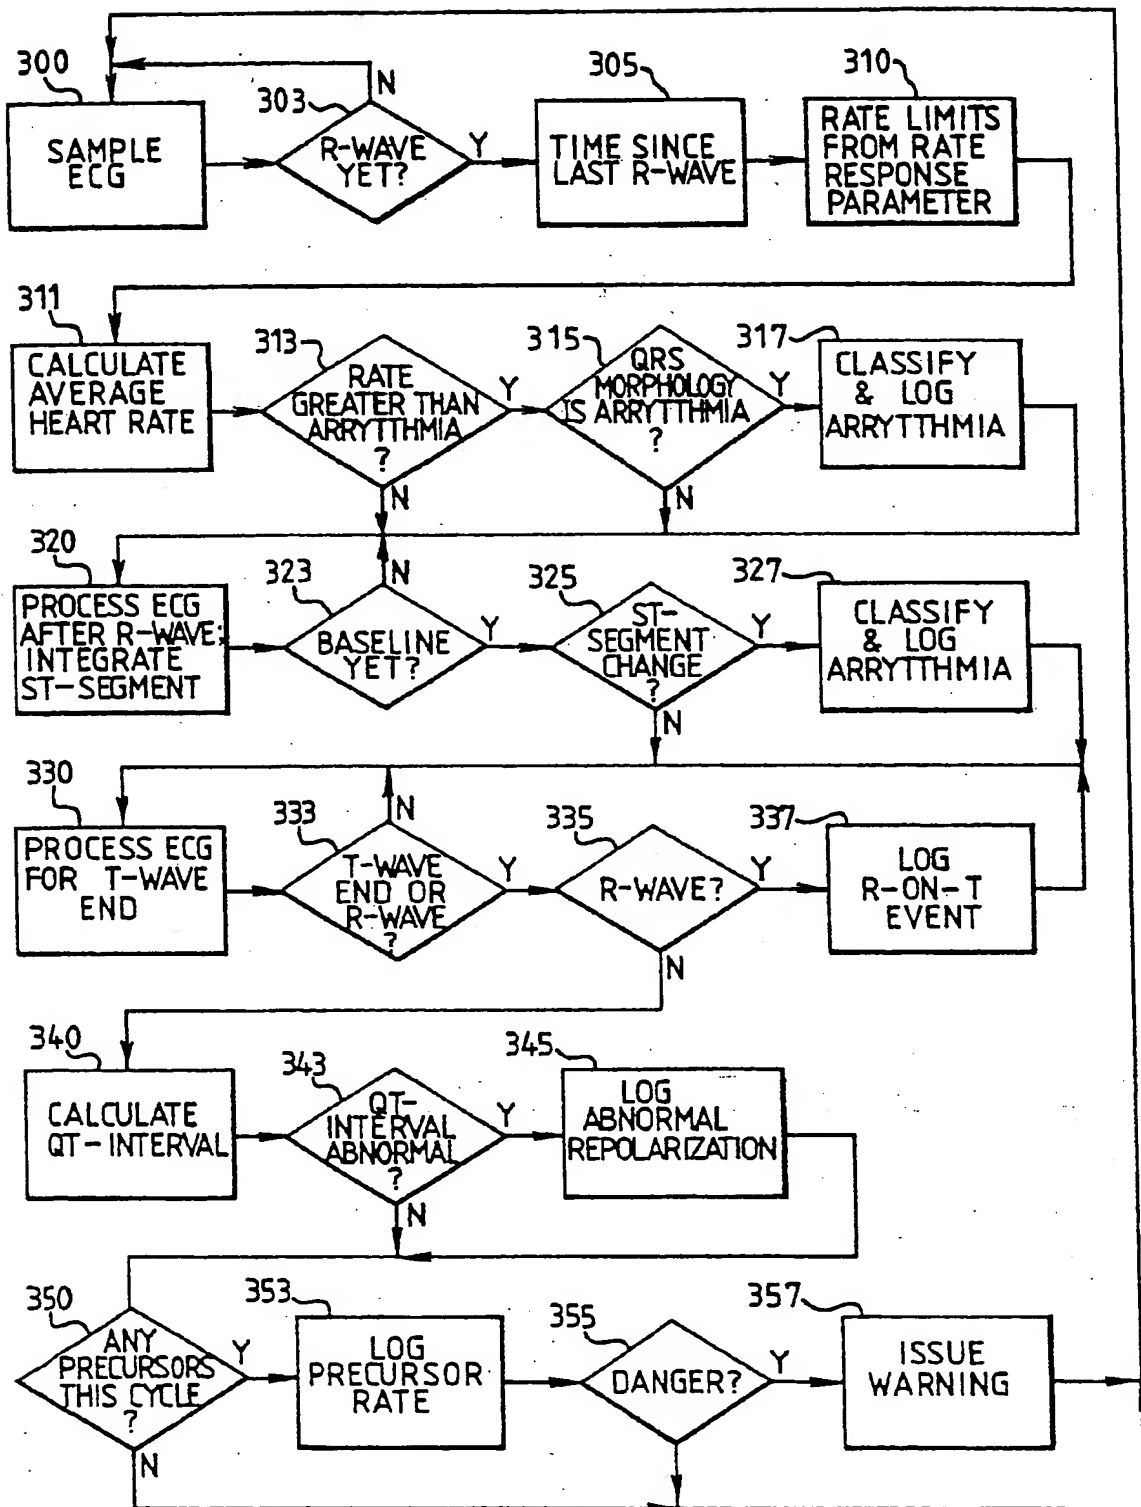 300
SAMPLE
ECG
303
N
R-WAVE
YET?
Y
305
TIME SINCE
LAST R-WAVE
310
RATE LIMITS
FROM RATE
RESPONSE
PARAMETER
311
CALCULATE
AVERAGE
HEART RATE
313
RATE
GREATER THAN
ARRYTTHMIA
?
Y
N
315
QRS
MORPHOLOGY
IS ARRYTTHMIA
?
Y
N
317
CLASSIFY
& LOG
ARRYTTHMIA
320
PROCESS ECG
AFTER R-WAVE;
INTEGRATE
ST-SEGMENT
323
N
BASELINE
YET?
Y
325
ST-
SEGMENT
CHANGE
?
Y
N
327
CLASSIFY
& LOG
ARRYTTHMIA
330
PROCESS ECG
FOR T-WAVE
END
333
N
T-WAVE
END OR
R-WAVE
?
Y
335
R-WAVE?
Y
N
337
LOG
R-ON-T
EVENT
340
CALCULATE
QT-INTERVAL
343
QT-
INTERVAL
ABNORMAL
?
Y
N
345
LOG
ABNORMAL
REPOLARIZATION
350
ANY
PRECURSORS
THIS CYCLE
?
Y
N
353
LOG
PRECURSOR
RATE
355
DANGER?
Y
357
ISSUE
WARNING